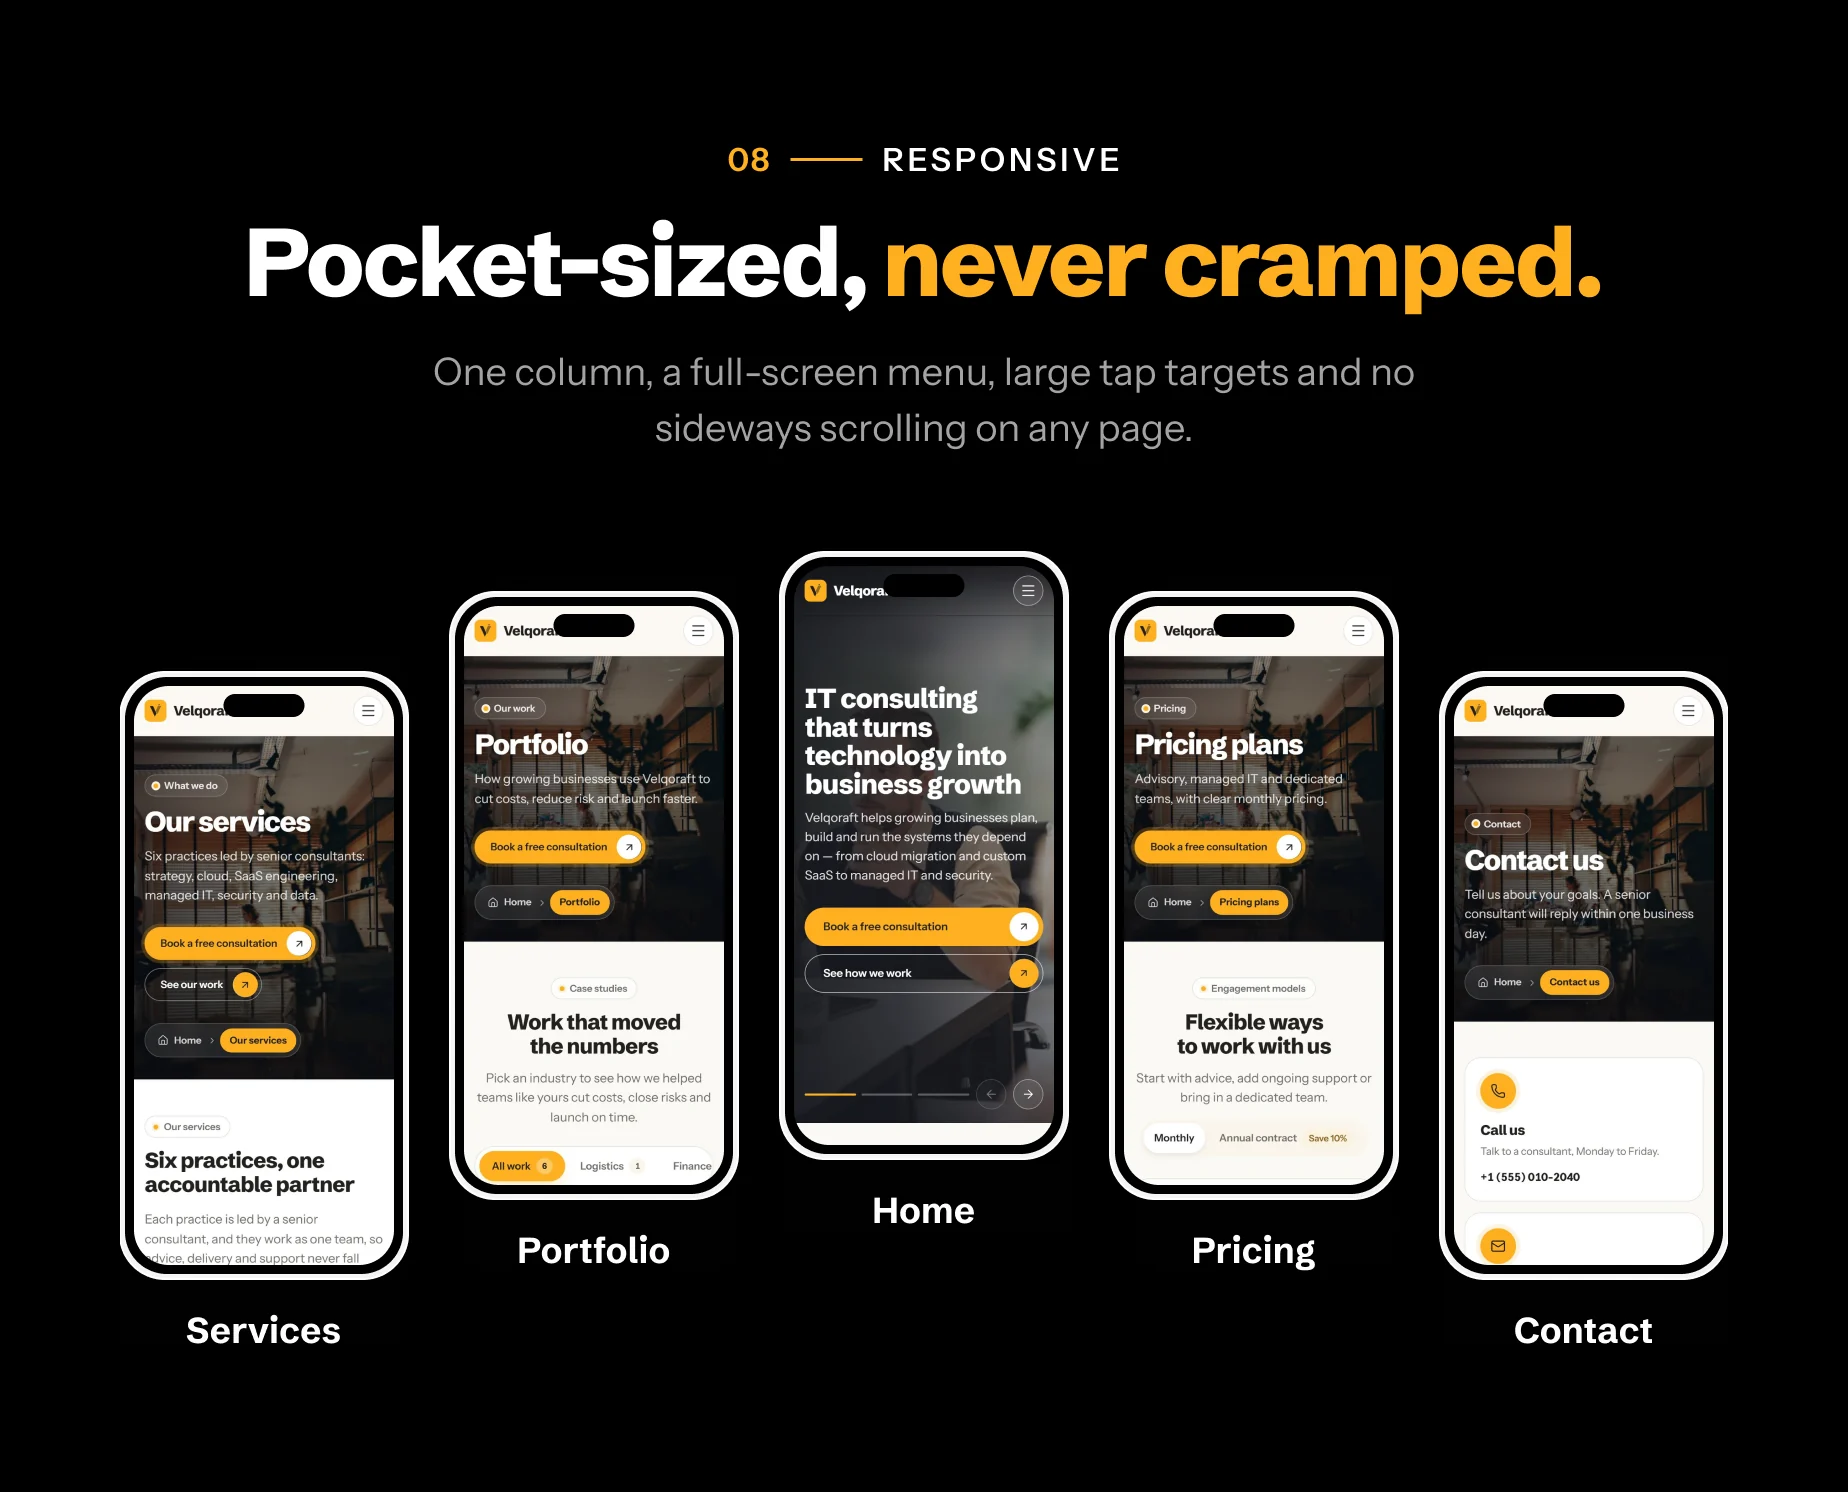 08 — RESPONSIVE
Pocket-sized, never cramped.
One column, a full-screen menu, large tap targets and no
sideways scrolling on any page.
Velqora
What we do
Our services
Six practices led by senior consultants:
strategy, cloud, SaaS engineering,
managed IT, security and data.
Book a free consultation
See our work
Home > Our services
Our services
Six practices, one
accountable partner
Each practice is led by a senior
consultant, and they work as one team, so
advice, delivery and support never fall
Services
Velqora
Our work
Portfolio
How growing businesses use Velqoraft to
cut costs, reduce risk and launch faster.
Book a free consultation
Home > Portfolio
Case studies
Work that moved
the numbers
Pick an industry to see how we helped
teams like yours cut costs, close risks and
launch on time.
All work 6 Logistics 1 Finance
Portfolio
Velqora
IT consulting
that turns
technology into
business growth
Velqoraft helps growing businesses plan,
build and run the systems they depend
on — from cloud migration and custom
SaaS to managed IT and security.
Book a free consultation
See how we work
Home
Velqora
Pricing
Pricing plans
Advisory, managed IT and dedicated
teams, with clear monthly pricing.
Book a free consultation
Home > Pricing plans
Engagement models
Flexible ways
to work with us
Start with advice, add ongoing support or
bring in a dedicated team.
Monthly Annual contract Save 10%
Pricing
Velqora
Contact
Contact us
Tell us about your goals. A senior
consultant will reply within one business
day.
Home > Contact us
Call us
Talk to a consultant, Monday to Friday.
+1 (555) 010-2040
Contact